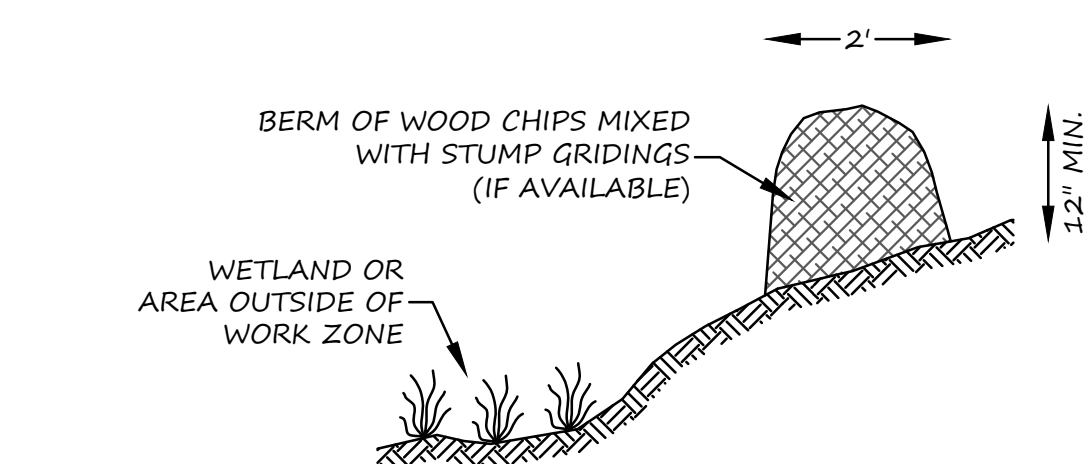 2'
BERM OF WOOD CHIPS MIXED
WITH STUMP GRIDINGS
(IF AVAILABLE)
12" MIN.
WETLAND OR
AREA OUTSIDE OF
WORK ZONE